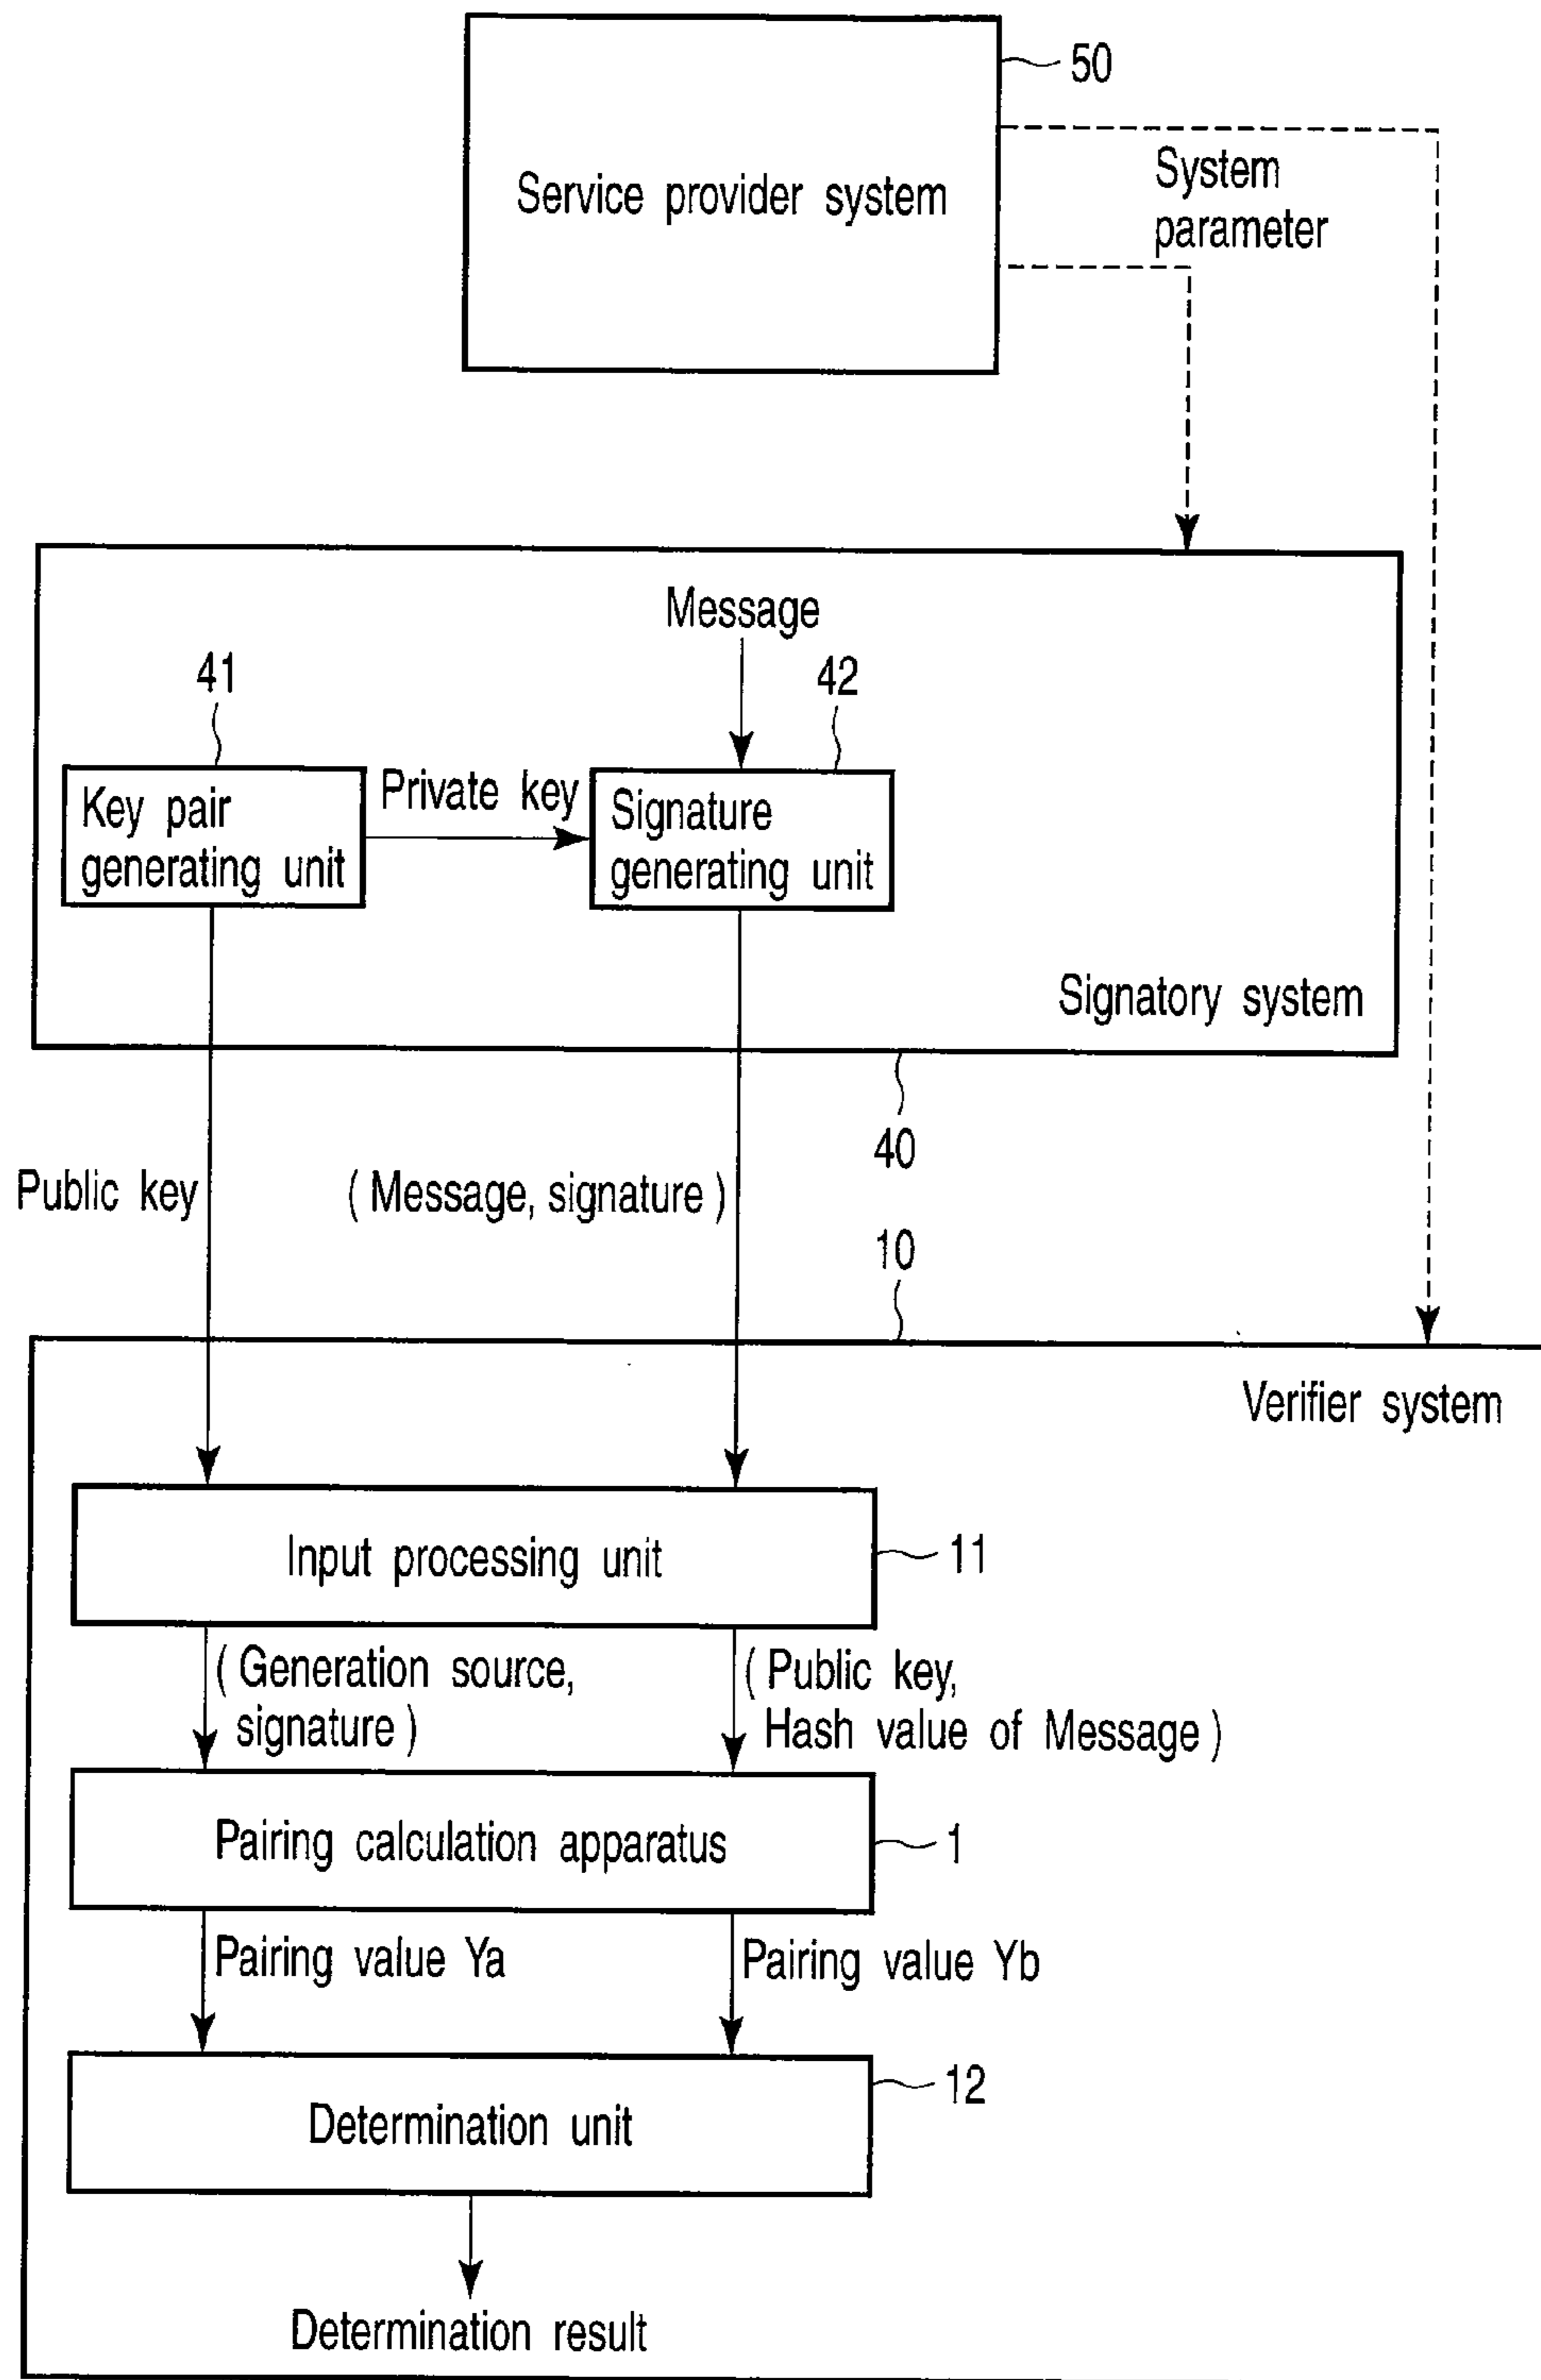 50
Service provider system
System
parameter
Message
41
42
Key pair
generating unit
Private key
Signature
generating unit
Signatory system
40
Public key
( Message, signature )
10
Verifier system
Input processing unit
11
( Generation source,
signature )
( Public key,
Hash value of Message )
Pairing calculation apparatus
1
Pairing value Ya
Pairing value Yb
12
Determination unit
Determination result